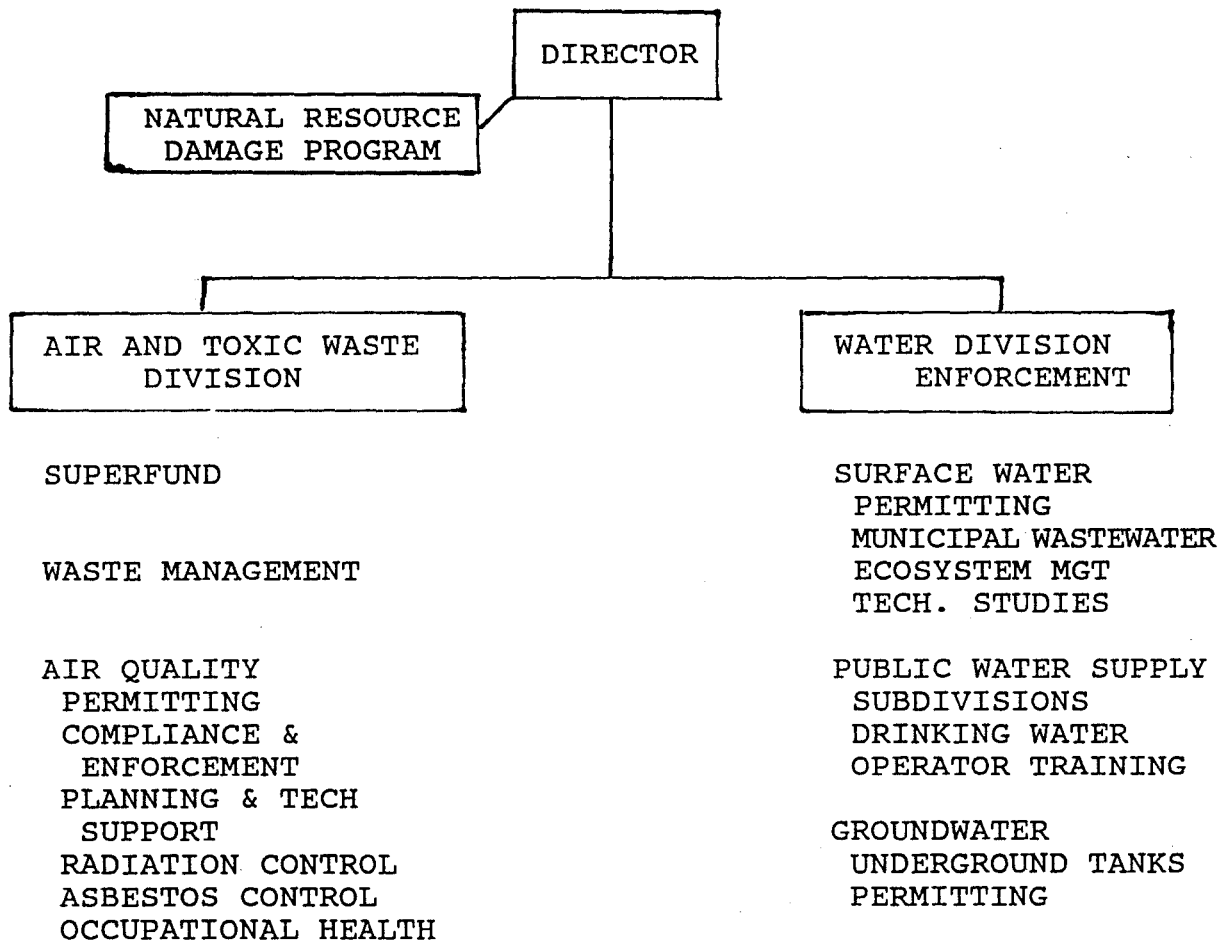 DIRECTOR
NATURAL RESOURCE
DAMAGE PROGRAM
AIR AND TOXIC WASTE
DIVISION
WATER DIVISION
ENFORCEMENT
SUPERFUND
WASTE MANAGEMENT
AIR QUALITY
PERMITTING
COMPLIANCE &
ENFORCEMENT
PLANNING & TECH
SUPPORT
RADIATION CONTROL
ASBESTOS CONTROL
OCCUPATIONAL HEALTH
SURFACE WATER
PERMITTING
MUNICIPAL WASTEWATER
ECOSYSTEM MGT
TECH. STUDIES
PUBLIC WATER SUPPLY
SUBDIVISIONS
DRINKING WATER
OPERATOR TRAINING
GROUNDWATER
UNDERGROUND TANKS
PERMITTING